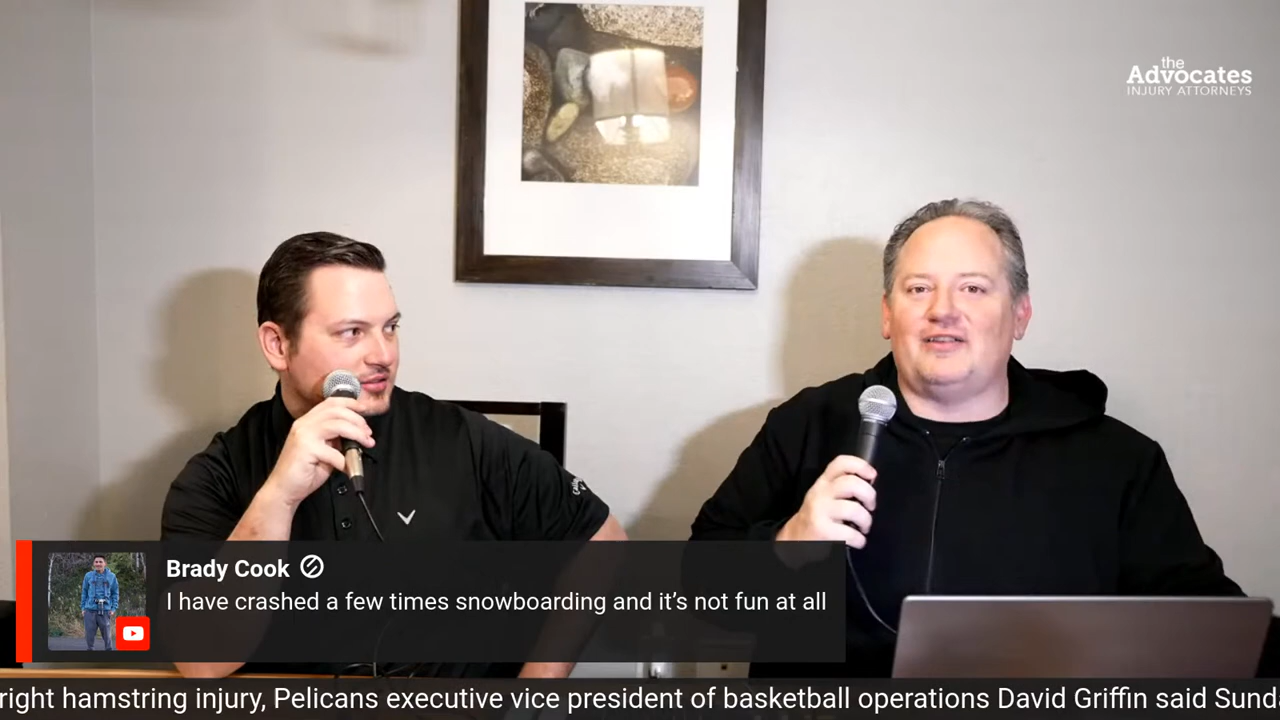 the
Advocates
INJURY ATTORNEYS
Brady Cook
I have crashed a few times snowboarding and it’s not fun at all
right hamstring injury, Pelicans executive vice president of basketball operations David Griffin said Sund